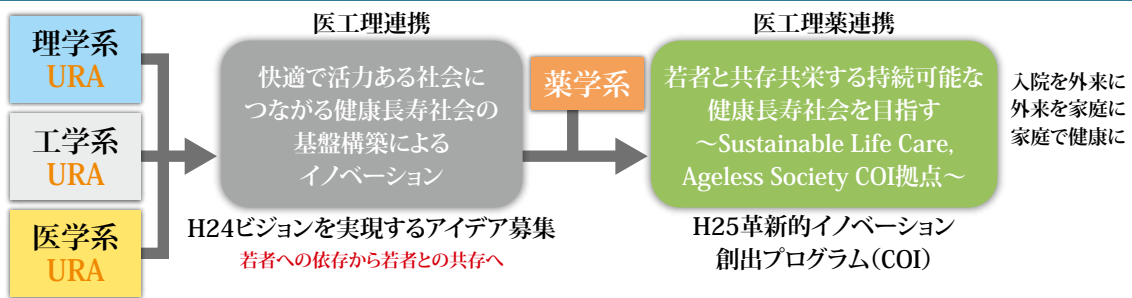 理学系
URA
工学系
URA
医学系
URA
医工理連携
快適で活力ある社会に
つながる健康長寿社会の
基盤構築による
イノベーション
H24ビジョンを実現するアイデア募集
若者への依存から若者との共存へ
薬学系
医工理薬連携
若者と共存共栄する持続可能な
健康長寿社会を目指す
～Sustainable Life Care,
Ageless Society COI拠点～
H25革新的イノベーション
創出プログラム（COI）
入院を外来に
外来を家庭に
家庭で健康に